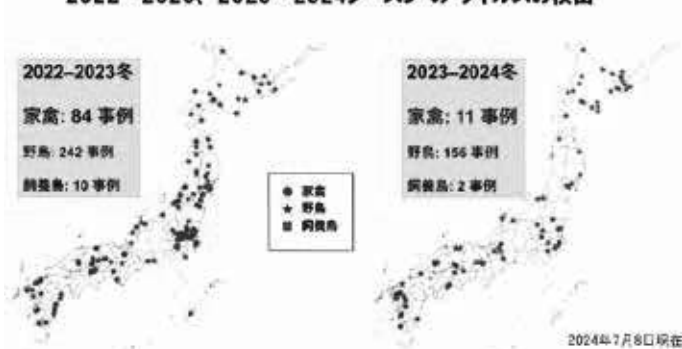 2022–2023冬
家禽: 84 事例
野鳥: 242 事例
飼養鳥: 10 事例
家禽
野鳥
飼養鳥
2023–2024冬
家禽: 11 事例
野鳥: 156 事例
飼養鳥: 2 事例
2024年7月8日現在